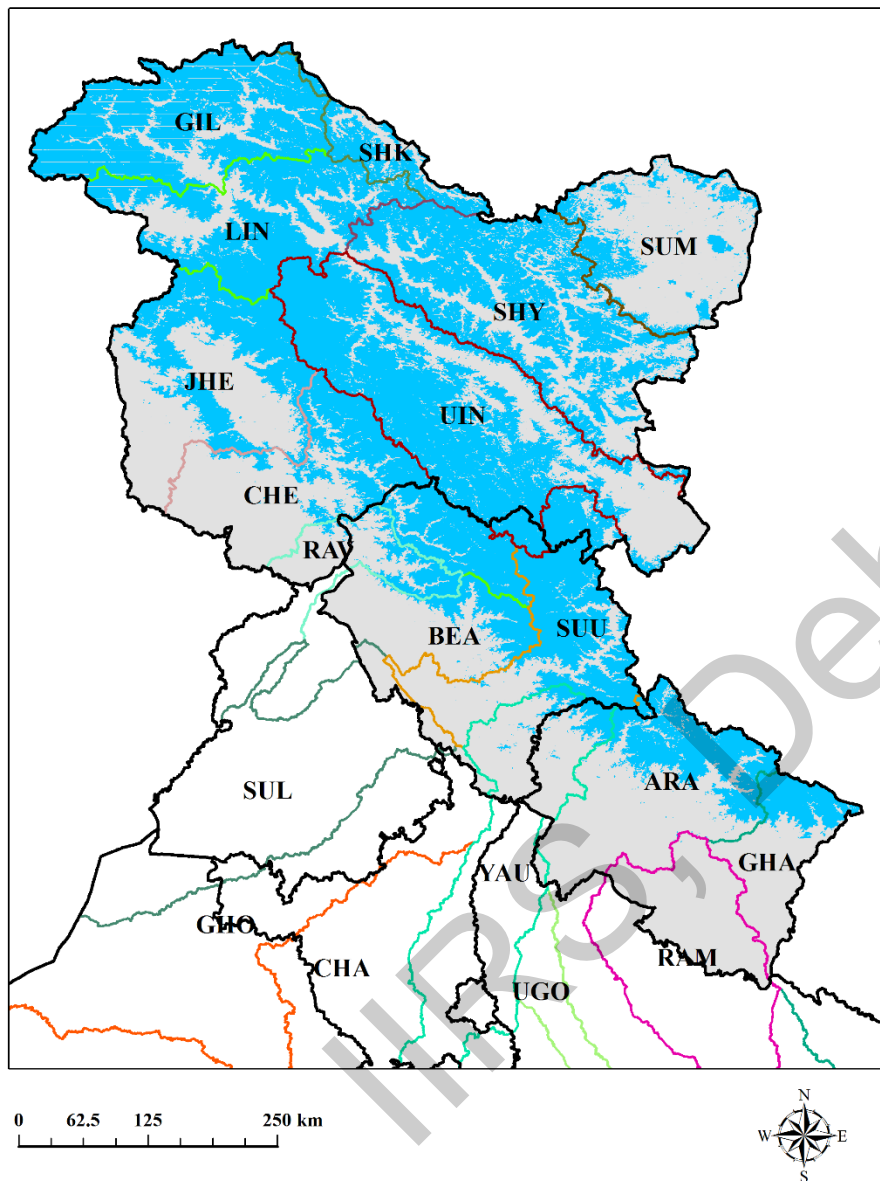 GIL
SHK
LIN
SUM
SHY
JHE
UIN
CHE
RAV
BEA
SUU
ARA
SUL
GHA
YAU
GHO
CHA
RAM
UGO
IIRS, Deh
0 62.5 125 250 km
N
W E
S